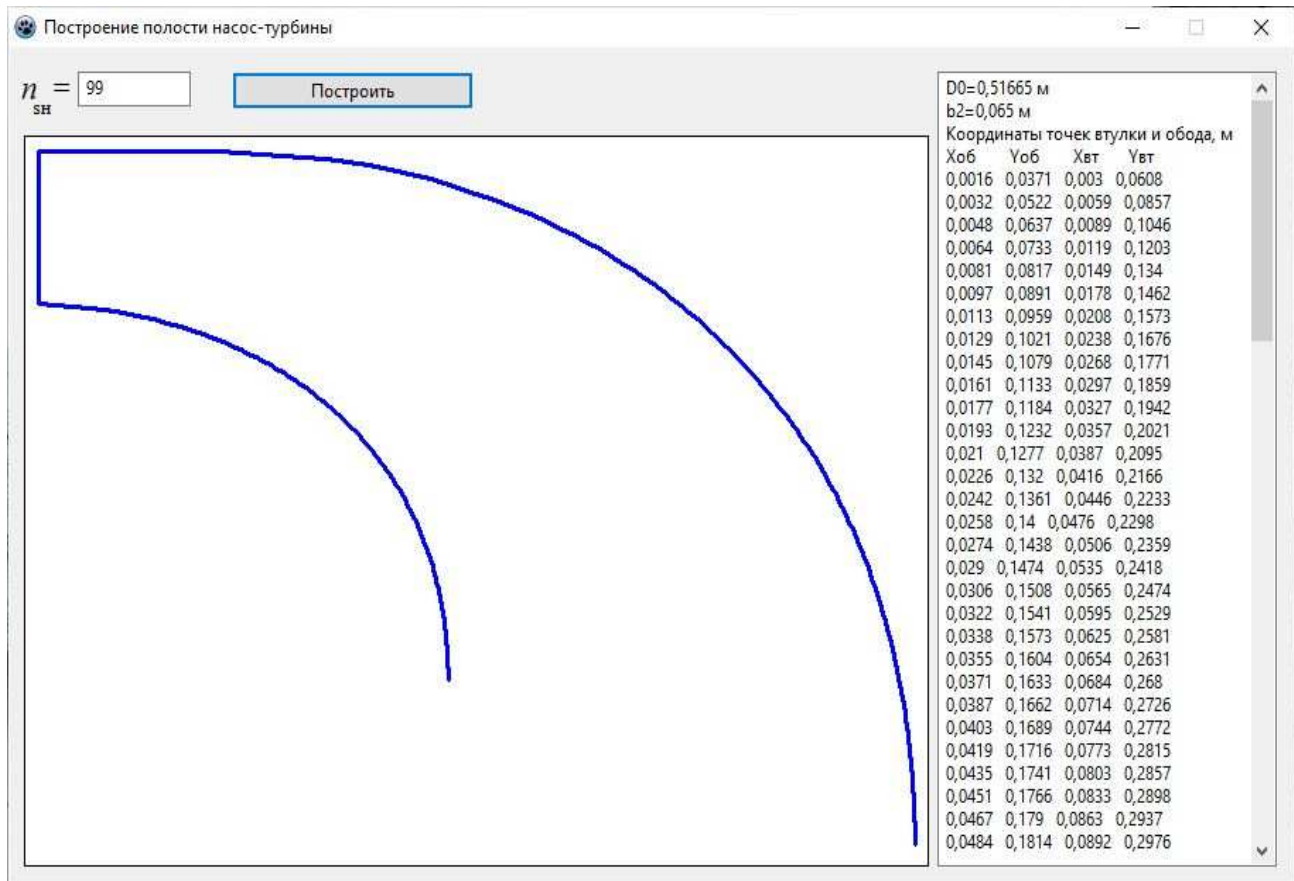 Построение полости насос-турбины
n_sн = 99
Построить
D0=0,51665 м
b2=0,065 м
Координаты точек втулки и обода, м
Xоб Yоб Xвт Yвт
0,0016 0,0371 0,003 0,0608
0,0032 0,0522 0,0059 0,0857
0,0048 0,0637 0,0089 0,1046
0,0064 0,0733 0,0119 0,1203
0,0081 0,0817 0,0149 0,134
0,0097 0,0891 0,0178 0,1462
0,0113 0,0959 0,0208 0,1573
0,0129 0,1021 0,0238 0,1676
0,0145 0,1079 0,0268 0,1771
0,0161 0,1133 0,0297 0,1859
0,0177 0,1184 0,0327 0,1942
0,0193 0,1232 0,0357 0,2021
0,021 0,1277 0,0387 0,2095
0,0226 0,132 0,0416 0,2166
0,0242 0,1361 0,0446 0,2233
0,0258 0,14 0,0476 0,2298
0,0274 0,1438 0,0506 0,2359
0,029 0,1474 0,0535 0,2418
0,0306 0,1508 0,0565 0,2474
0,0322 0,1541 0,0595 0,2529
0,0338 0,1573 0,0625 0,2581
0,0355 0,1604 0,0654 0,2631
0,0371 0,1633 0,0684 0,268
0,0387 0,1662 0,0714 0,2726
0,0403 0,1689 0,0744 0,2772
0,0419 0,1716 0,0773 0,2815
0,0435 0,1741 0,0803 0,2857
0,0451 0,1766 0,0833 0,2898
0,0467 0,179 0,0863 0,2937
0,0484 0,1814 0,0892 0,2976